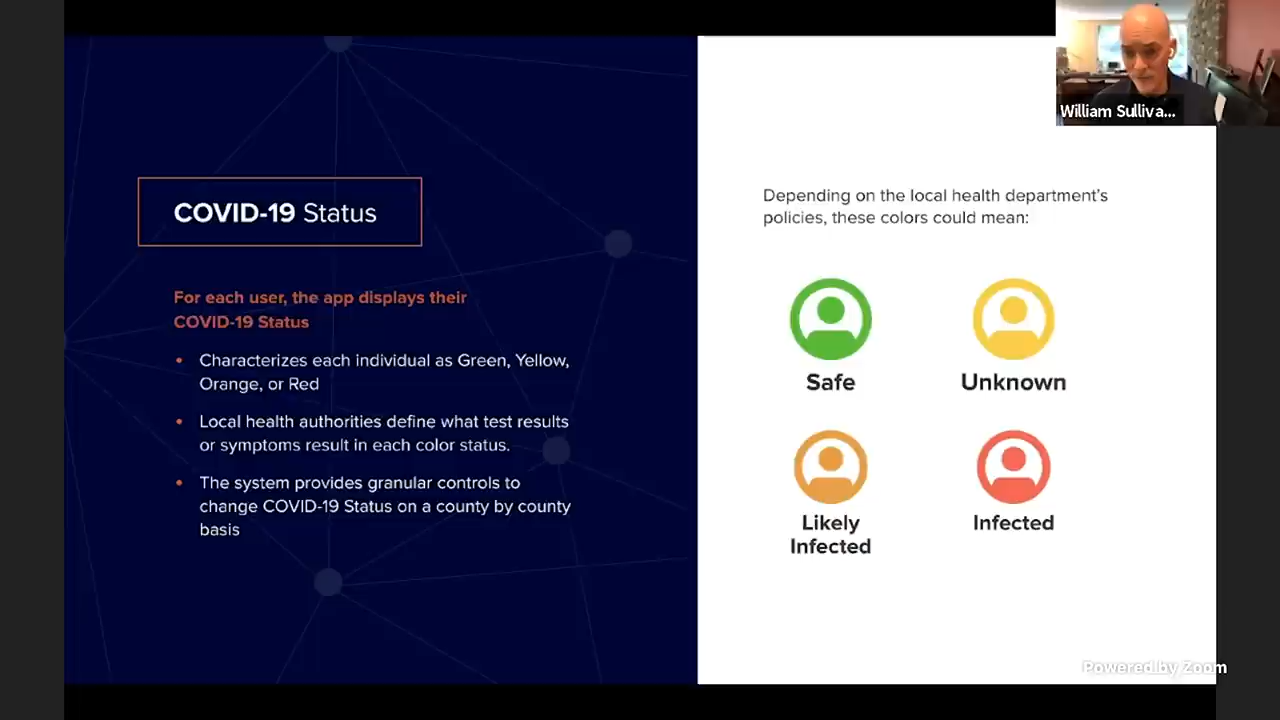 William Sulliva...
COVID-19 Status
For each user, the app displays their
COVID-19 Status
• Characterizes each individual as Green, Yellow,
Orange, or Red
• Local health authorities define what test results
or symptoms result in each color status.
• The system provides granular controls to
change COVID-19 Status on a county by county
basis
Depending on the local health department's
policies, these colors could mean:
Safe
Unknown
Likely
Infected
Infected
Powered by Zoom